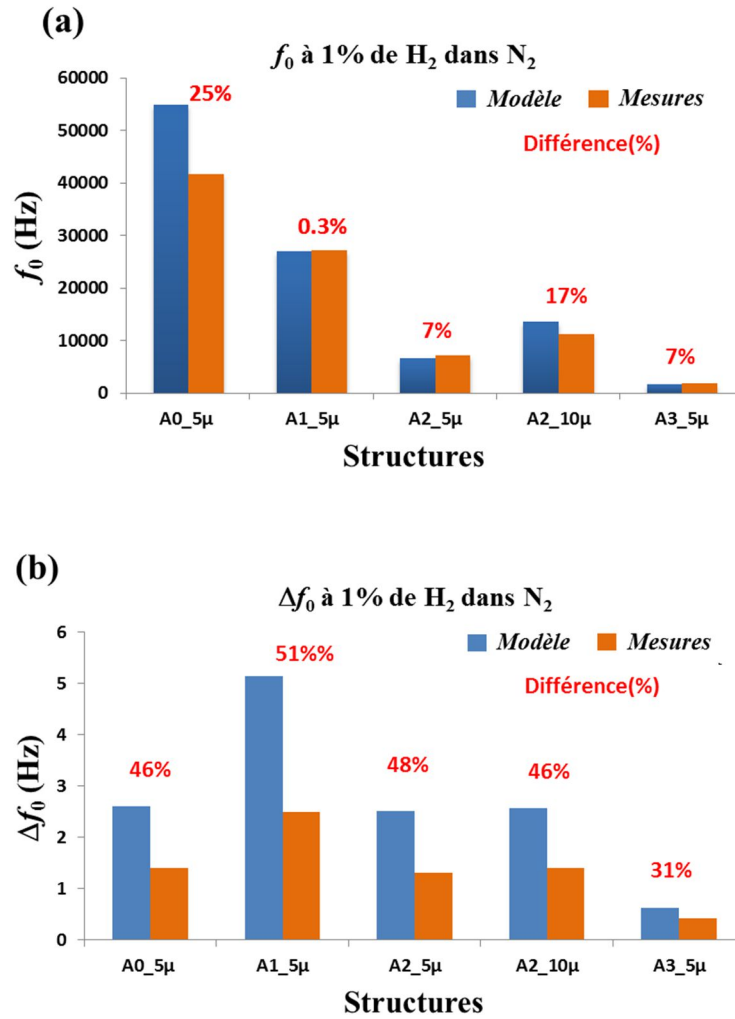 (a)
f₀ à 1% de H₂ dans N₂
Modèle Mesures
Différence(%)
f₀ (Hz)
60000
50000
40000
30000
20000
10000
0
25%
0.3%
7%
17%
7%
A0_5µ A1_5µ A2_5µ A2_10µ A3_5µ
Structures
(b)
Δf₀ à 1% de H₂ dans N₂
Modèle Mesures
Différence(%)
Δf₀ (Hz)
6
5
4
3
2
1
0
46%
51%%
48%
46%
31%
A0_5µ A1_5µ A2_5µ A2_10µ A3_5µ
Structures